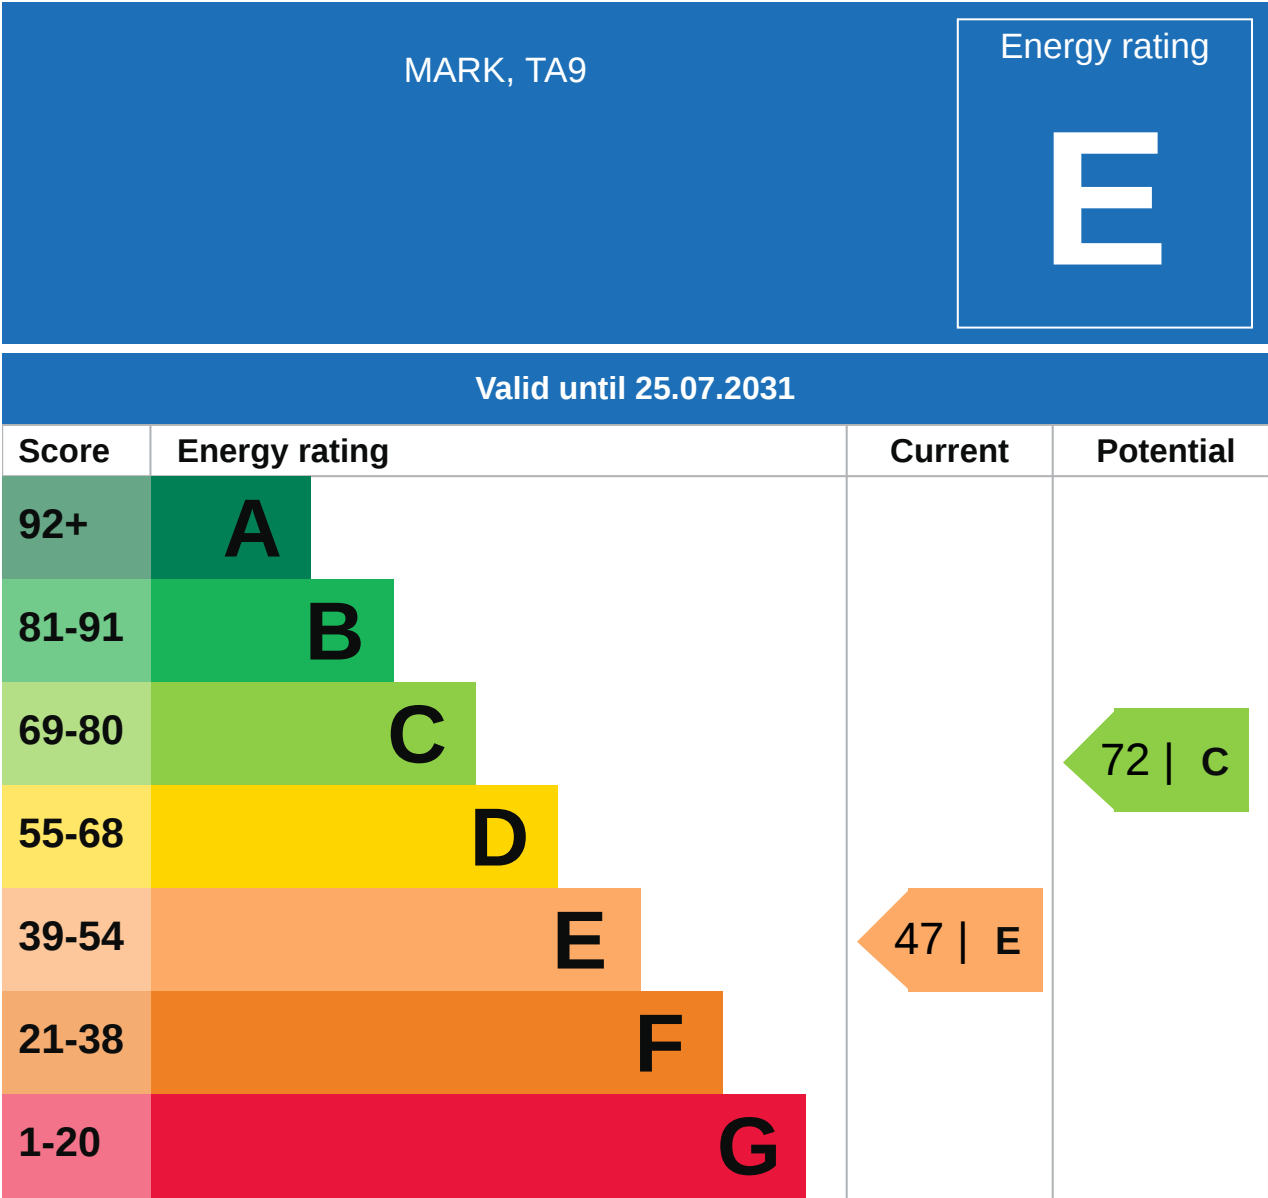 MARK, TA9
Energy rating
E
Valid until 25.07.2031
Score Energy rating Current Potential
92+ A
81-91 B
69-80 C
72 | C
55-68 D
39-54 E
47 | E
21-38 F
1-20 G